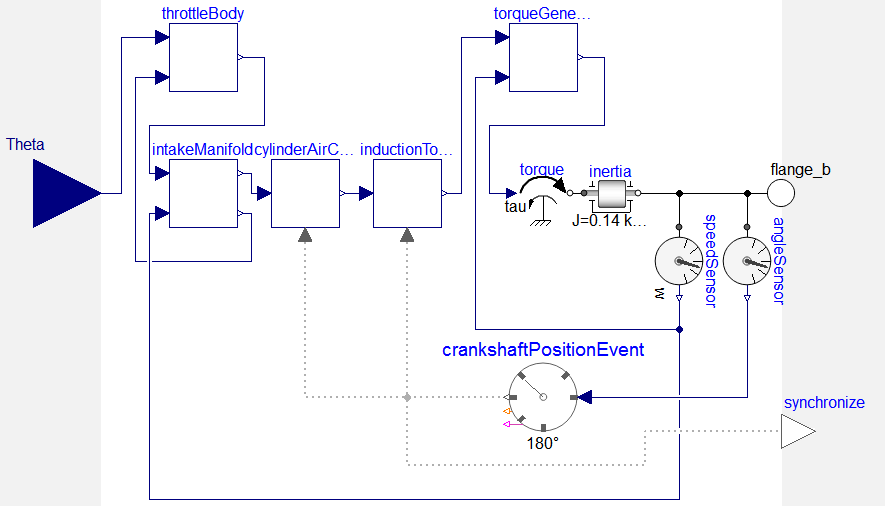 throttleBody
torqueGene...
Theta
intakeManifold
cylinderAirC...
inductionTo...
torque
inertia
flange_b
tau
J=0.14 k...
speedSensor
angleSensor
w
crankshaftPositionEvent
180°
synchronize